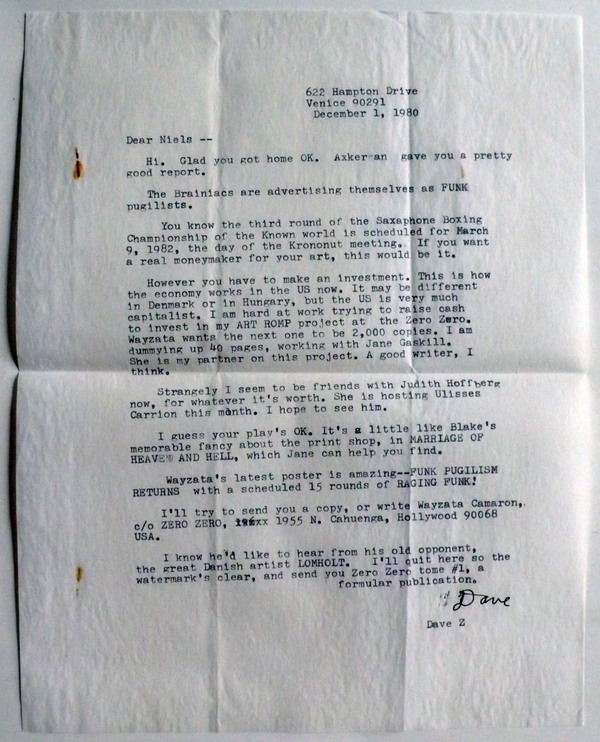 622 Hampton Drive
Venice 90291
December 1, 1980
Dear Niels --
Hi. Glad you got home OK. Axkerman gave you a pretty
good report.
The Brainiacs are advertising themselves as FUNK
pugilists.
You know the third round of the Saxaphone Boxing
Championship of the Known world is scheduled for March
9, 1982, the day of the Krononut meeting. If you want
a real moneymaker for your art, this would be it.
However you have to make an investment. This is how
the economy works in the US now. It may be different
in Denmark or in Hungary, but the US is very much
capitalist. I am hard at work trying to raise cash
to invest in my ART ROMP project at the Zero Zero.
Wayzata wants the next one to be 2,000 copies. I am
dummying up 40 pages, working with Jane Gaskill.
She is my partner on this project. A good writer, I
think.
Strangely I seem to be friends with Judith Hoffberg
now, for whatever it's worth. She is hosting Ulisses
Carrion this month. I hope to see him.
I guess your play's OK. It's a little like Blake's
memorable fancy about the print shop, in MARRIAGE OF
HEAVEN AND HELL, which Jane can help you find.
Wayzata's latest poster is amazing--FUNK PUGILISM
RETURNS with a scheduled 15 rounds of RAGING FUNK!
I'll try to send you a copy, or write Wayzata Camaron,
c/o ZERO ZERO, 1955 N. Cahuenga, Hollywood 90068
USA.
I know he'd like to hear from his old opponent,
the great Danish artist LOMHOLT. I'll quit here so the
watermark's clear, and send you Zero Zero tome #1, a
formular publication.
Dave
Dave Z